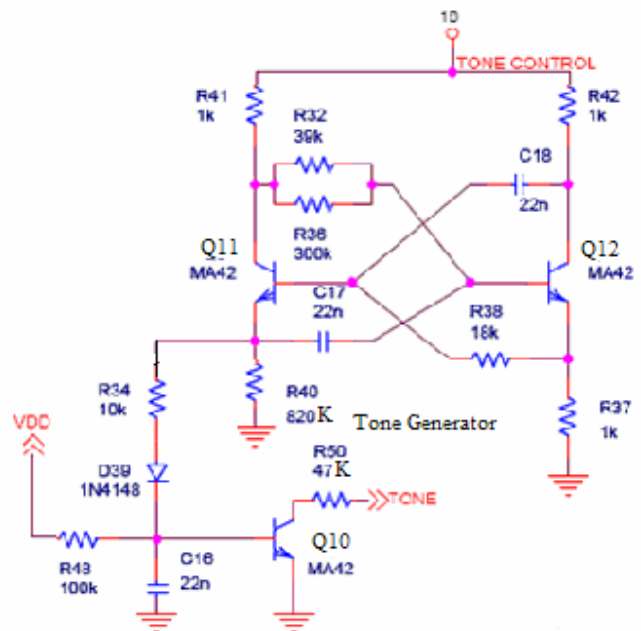 10
TONE CONTROL
R41
1k
R42
1k
R32
39k
C18
22n
R36
300k
Q11
MA42
Q12
MA42
C17
22n
R38
18k
R34
10k
R40
820K
Tone Generator
R37
1k
VDD
D39
1N4148
R50
47K
TONE
Q10
MA42
R49
100k
C16
22n